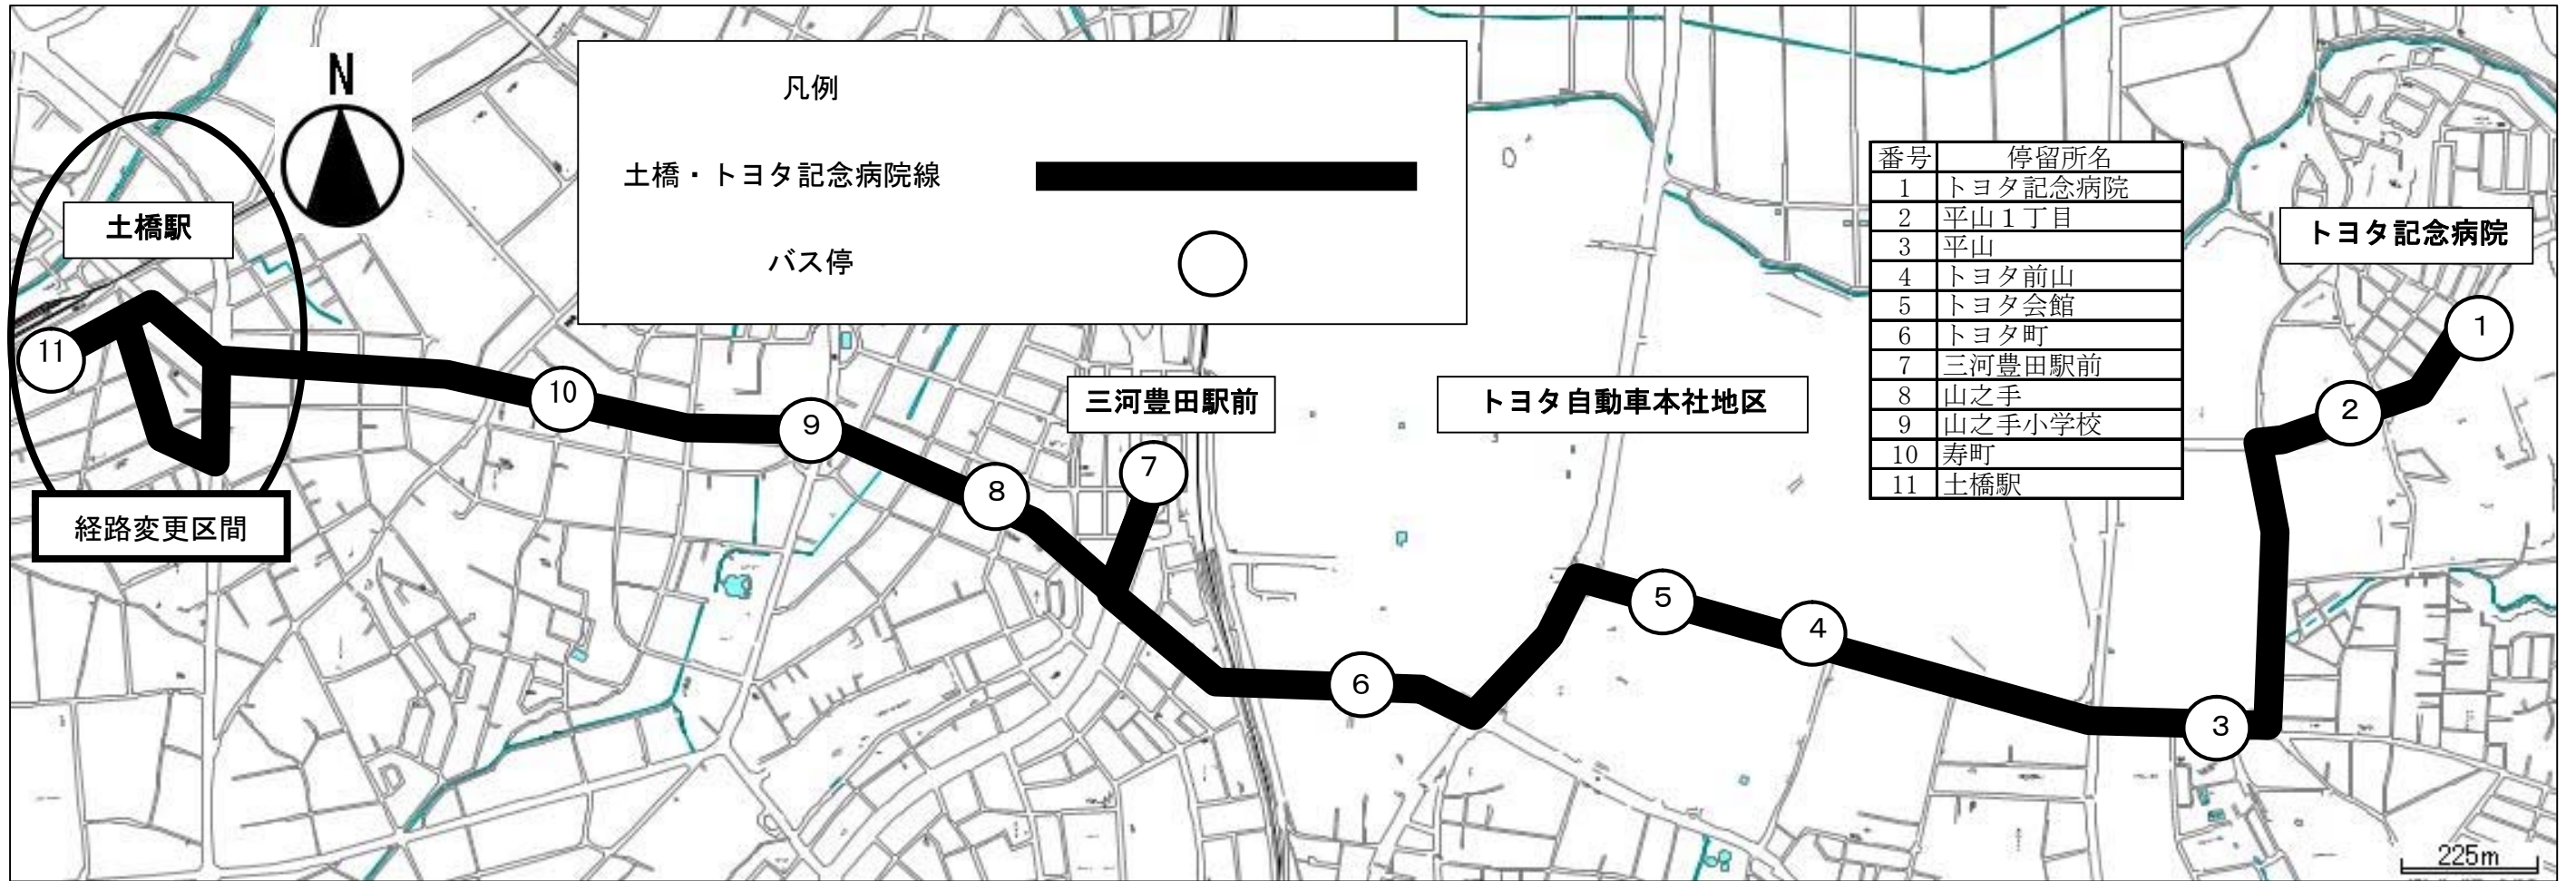 N
凡例
土橋・トヨタ記念病院線
バス停
土橋駅
経路変更区間
三河豊田駅前
トヨタ自動車本社地区
トヨタ記念病院
番号 停留所名
1 トヨタ記念病院
2 平山１丁目
3 平山
4 トヨタ前山
5 トヨタ会館
6 トヨタ町
7 三河豊田駅前
8 山之手
9 山之手小学校
10 寿町
11 土橋駅
11
10
9
8
7
6
5
4
3
2
1
225m